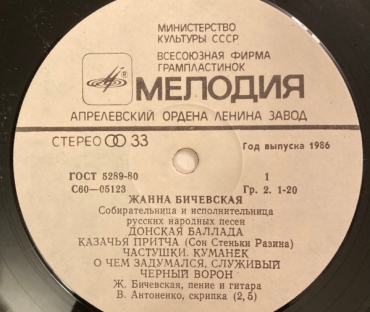 МИНИСТЕРСТВО
КУЛЬТУРЫ СССР
ВСЕСОЮЗНАЯ ФИРМА
ГРАМПЛАСТИНОК
МЕЛОДИЯ
АПРЕЛЕВСКИЙ ОРДЕНА ЛЕНИНА ЗАВОД
СТЕРЕО 33
Год выпуска 1986
ГОСТ 5289-80 1
С60—05123 Гр. 2. 1-20
ЖАННА БИЧЕВСКАЯ
Собирательница и исполнительница
русских народных песен
ДОНСКАЯ БАЛЛАДА
КАЗАЧЬЯ ПРИТЧА (Сон Стеньки Разина)
ЧАСТУШКИ. КУМАНЕК
О ЧЕМ ЗАДУМАЛСЯ, СЛУЖИВЫЙ
ЧЕРНЫЙ ВОРОН
Ж. Бичевская, пение и гитара
В. Антоненко, скрипка (2, 5)